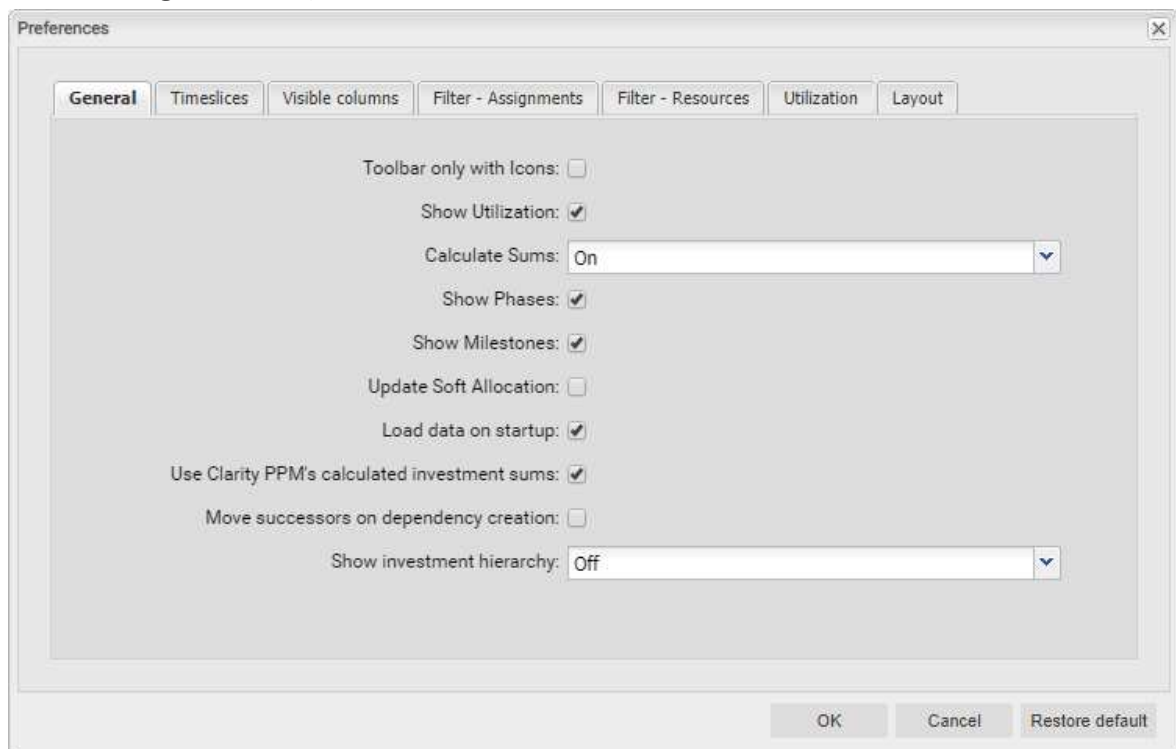 Preferences
General Timeslices Visible columns Filter - Assignments Filter - Resources Utilization Layout
Toolbar only with Icons:
Show Utilization:
Calculate Sums: On
Show Phases:
Show Milestones:
Update Soft Allocation:
Load data on startup:
Use Clarity PPM's calculated investment sums:
Move successors on dependency creation:
Show investment hierarchy: Off
OK Cancel Restore default